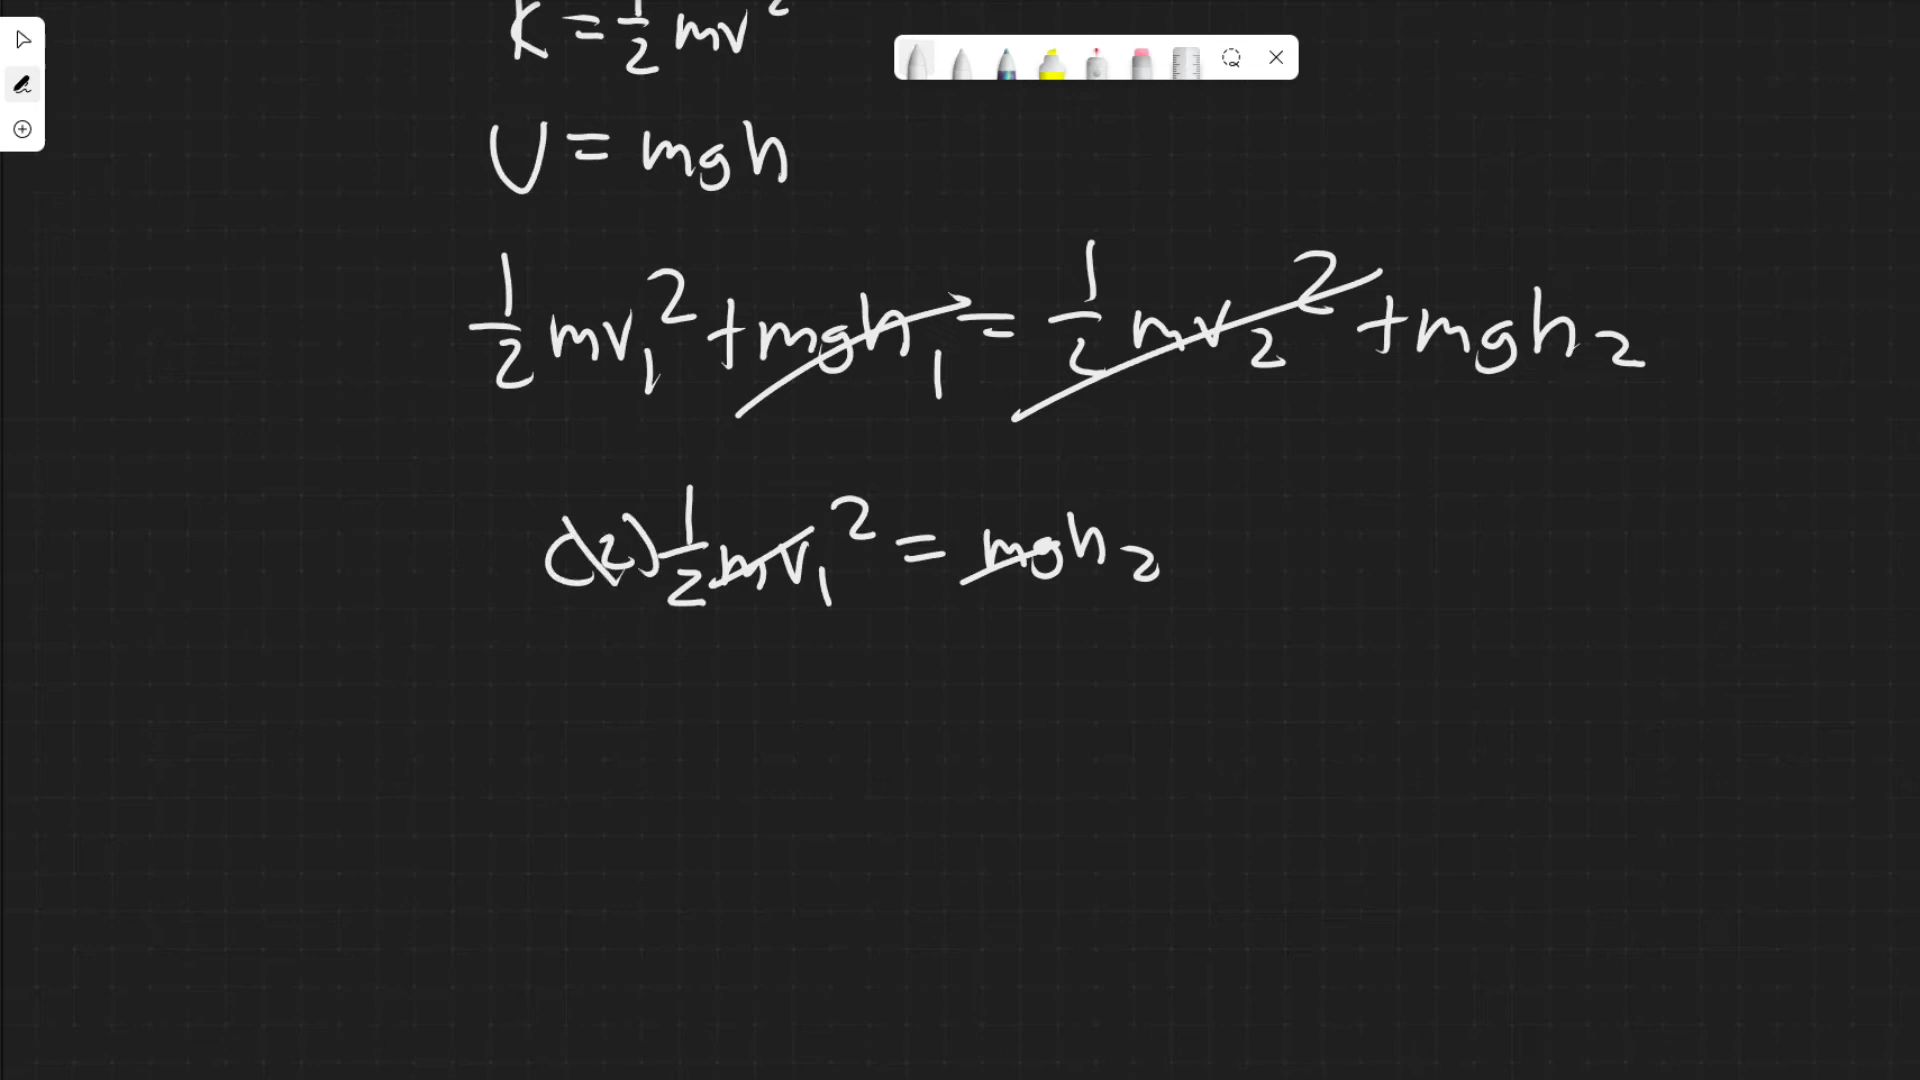 K = 1/2 mv²
U = mgh
1/2 mv₁² + mgh₁ = 1/2 mv₂² + mgh₂
(2) 1/2 mv₁² = mgh₂